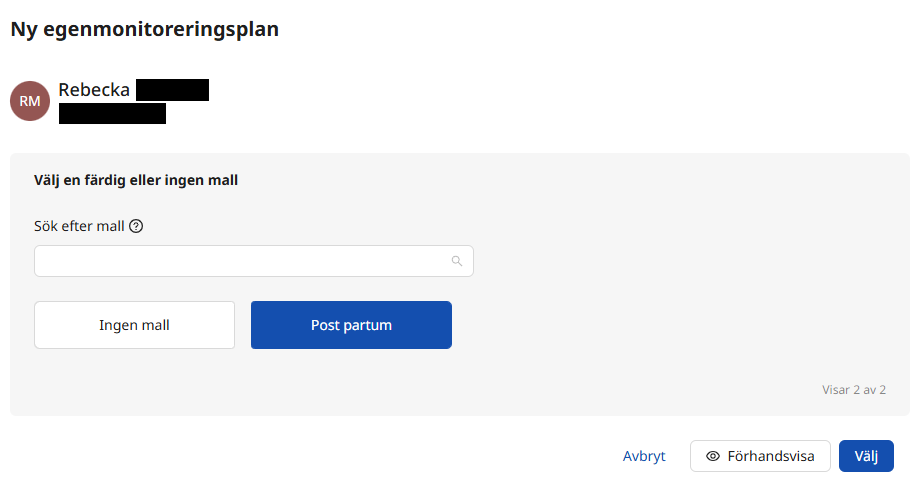 Ny egenmonitoreringsplan
RM
Rebecka
Välj en färdig eller ingen mall
Sök efter mall
Ingen mall
Post partum
Visar 2 av 2
Avbryt
Förhandsvisa
Välj